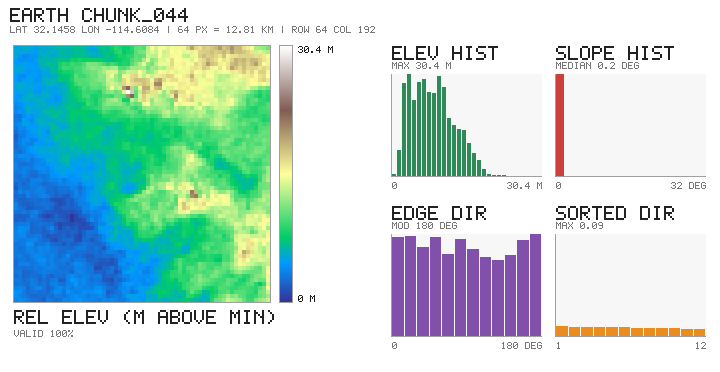 EARTH CHUNK_044
LAT 32.1458 LON -114.6084 | 64 PX = 12.81 KM | ROW 64 COL 192
30.4 M
0 M
REL ELEV (M ABOVE MIN)
VALID 100%
ELEV HIST
MAX 30.4 M
0 30.4 M
SLOPE HIST
MEDIAN 0.2 DEG
0 32 DEG
EDGE DIR
MOD 180 DEG
0 180 DEG
SORTED DIR
MAX 0.09
1 12